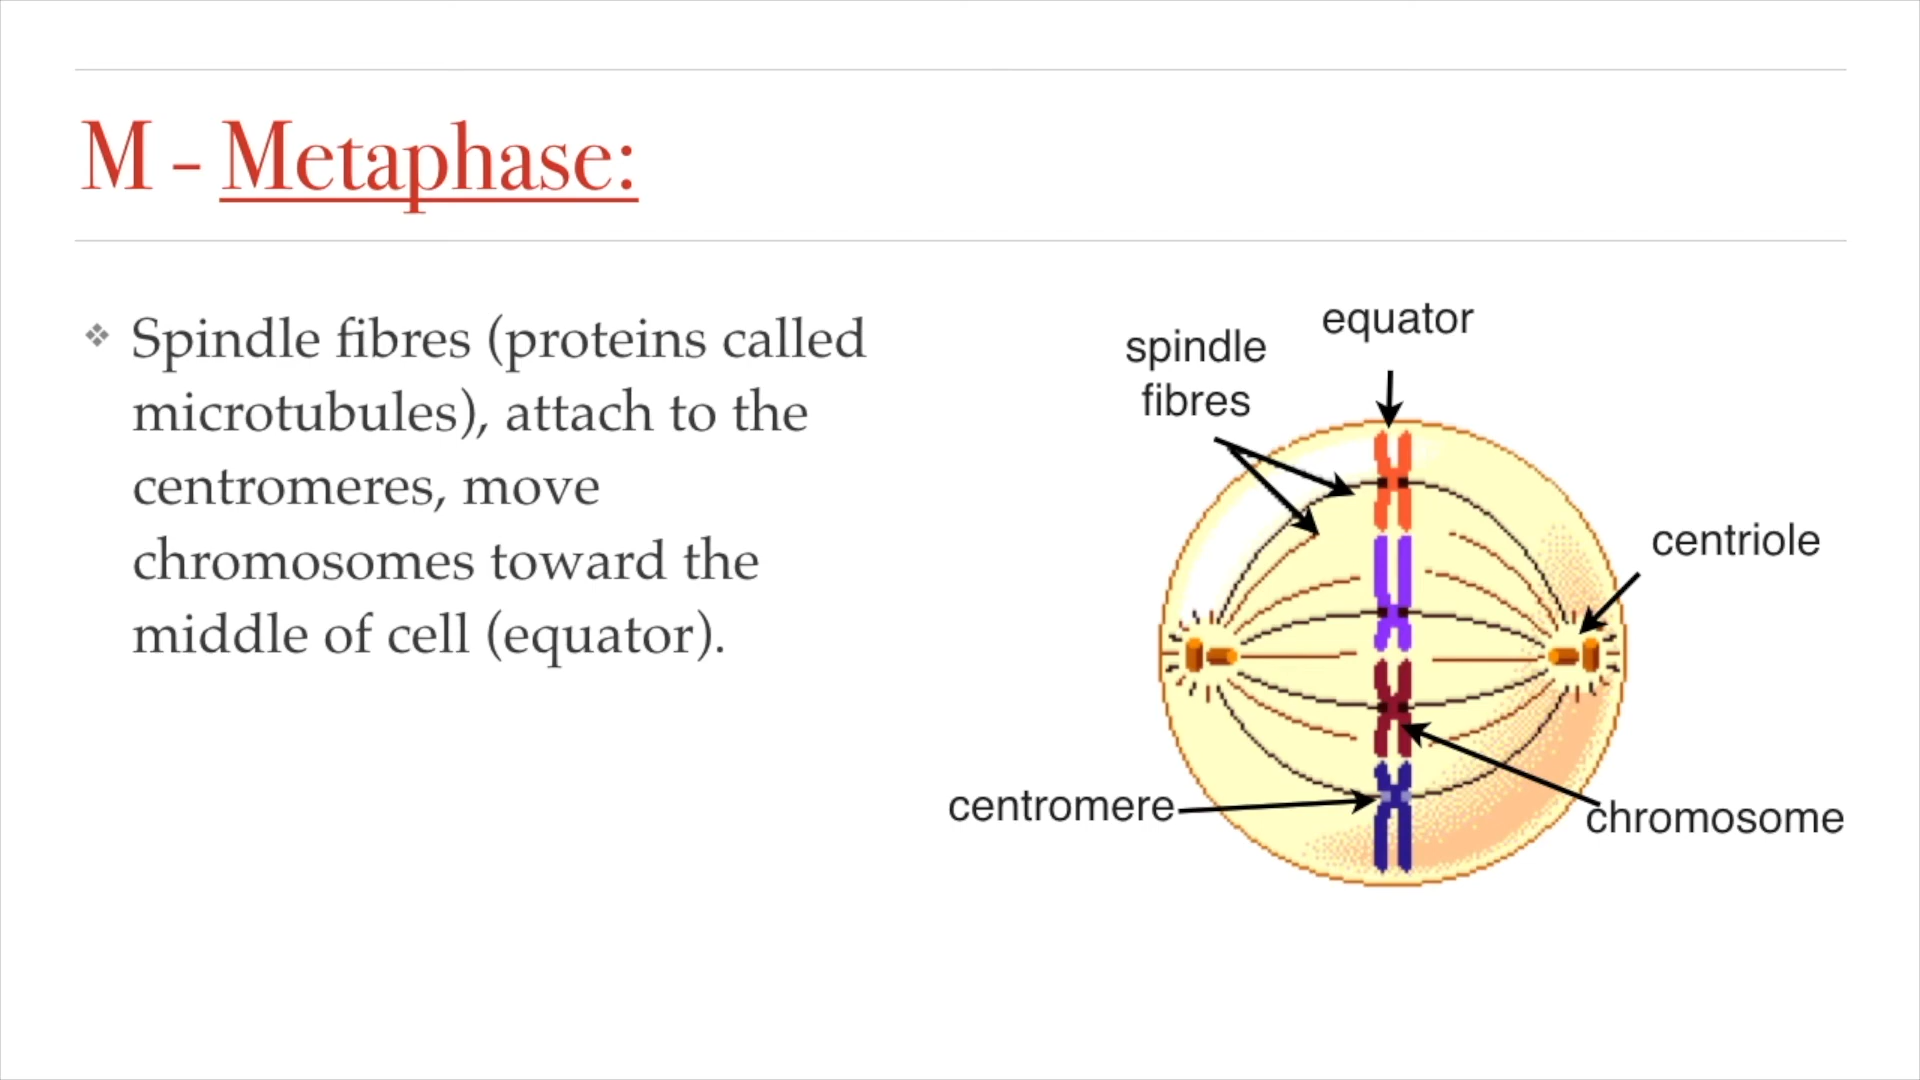 M - Metaphase:
❖ Spindle fibres (proteins called
microtubules), attach to the
centromeres, move
chromosomes toward the
middle of cell (equator).
equator
spindle
fibres
centriole
centromere
chromosome